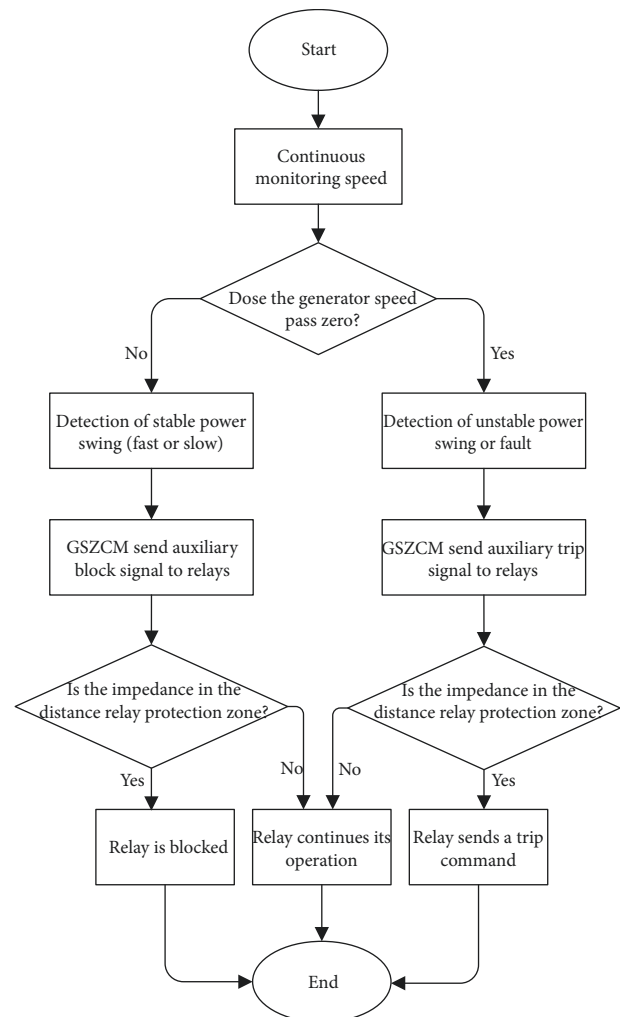 Start
Continuous
monitoring speed
Dose the generator speed
pass zero?
No
Yes
Detection of stable power
swing (fast or slow)
Detection of unstable power
swing or fault
GSZCM send auxiliary
block signal to relays
GSZCM send auxiliary trip
signal to relays
Is the impedance in the
distance relay protection zone?
Is the impedance in the
distance relay protection zone?
Yes
No
No
Yes
Relay is blocked
Relay continues its
operation
Relay sends a trip
command
End